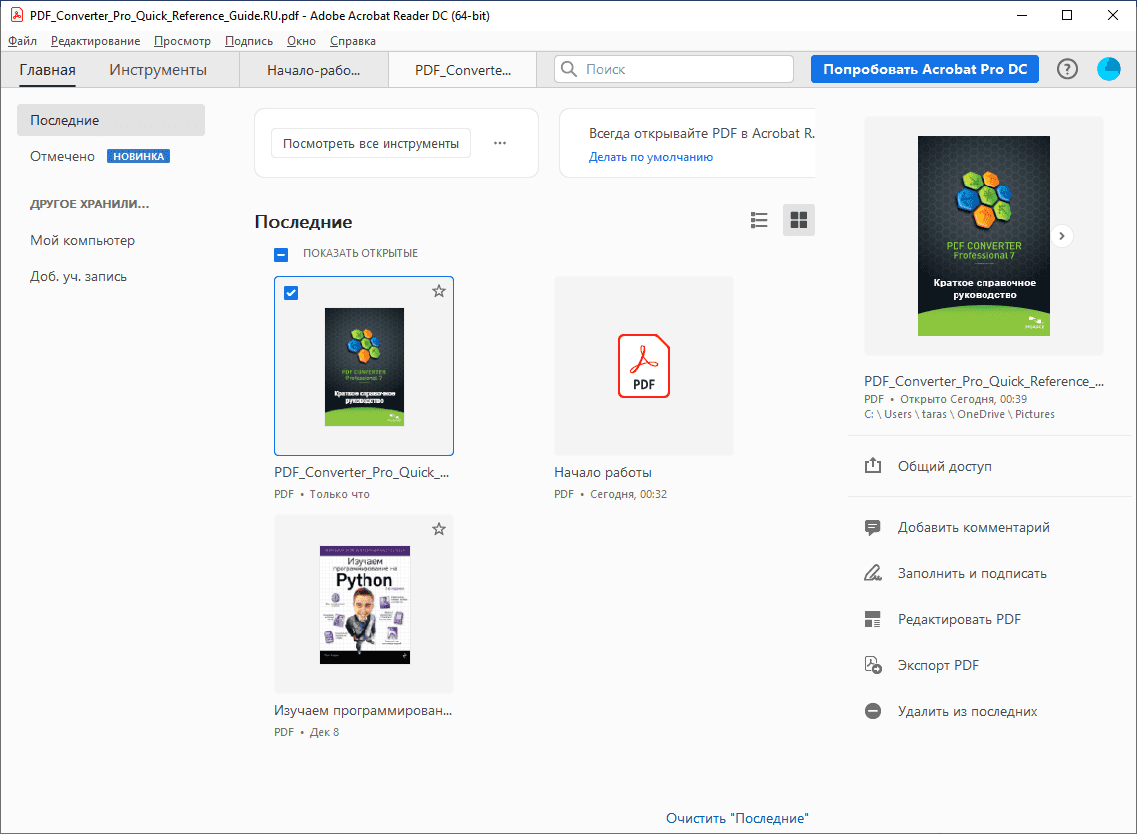 PDF_Converter_Pro_Quick_Reference_Guide.RU.pdf - Adobe Acrobat Reader DC (64-bit)
Файл Редактирование Просмотр Подпись Окно Справка
Главная Инструменты Начало-рабо... PDF_Converte... Поиск Попробовать Acrobat Pro DC
Последние
Отмечено НОВИНКА
ДРУГОЕ ХРАНИЛИ...
Мой компьютер
Доб. уч. запись
Посмотреть все инструменты ...
Всегда открывайте PDF в Acrobat R.
Делать по умолчанию
Последние
ПОКАЗАТЬ ОТКРЫТЫЕ
PDF CONVERTER
Professional 7
Краткое справочное
руководство
PDF_Converter_Pro_Quick_...
PDF • Только что
PDF
Начало работы
PDF • Сегодня, 00:32
Изучаем
программирование на
Python
Изучаем программирован...
PDF • Дек 8
Очистить "Последние"
PDF CONVERTER
Professional 7
Краткое справочное
руководство
NUANCE
PDF_Converter_Pro_Quick_Reference_...
PDF • Открыто Сегодня, 00:39
C: \ Users \ taras \ OneDrive \ Pictures
Общий доступ
Добавить комментарий
Заполнить и подписать
Редактировать PDF
Экспорт PDF
Удалить из последних